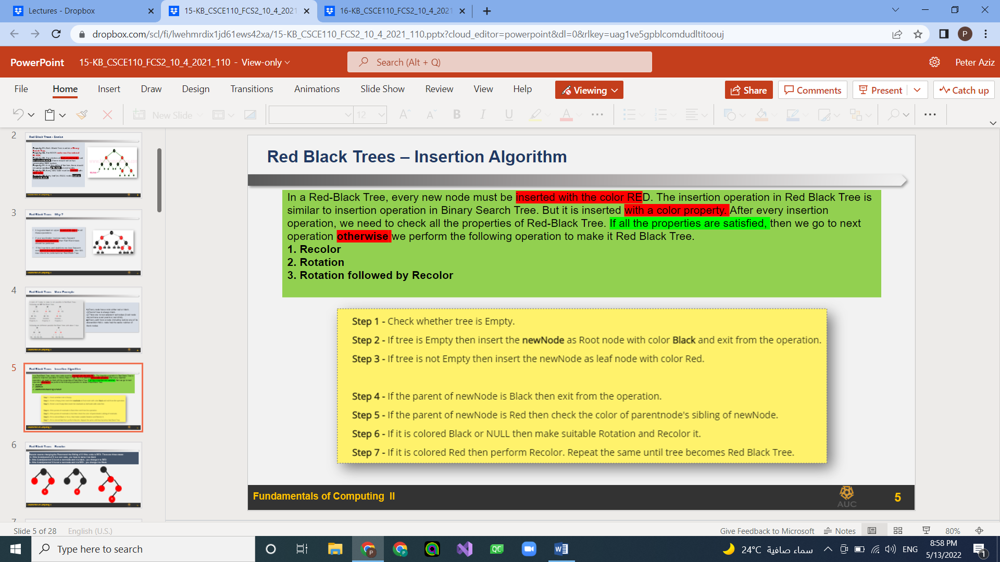 Lectures - Dropbox
15-KB_CSCE110_FCS2_10_4_2021
16-KB_CSCE110_FCS2_10_4_2021
dropbox.com/scl/fi/lwehmrdix1jd61ews42xa/15-KB_CSCE110_FCS2_10_4_2021_110.pptx?cloud_editor=powerpoint&dl=0&rlkey=uag1ve5gpblcomdudltitoouj
P
PowerPoint 15-KB_CSCE110_FCS2_10_4_2021_110 - View-only
Search (Alt + Q)
Peter Aziz
File Home Insert Draw Design Transitions Animations Slide Show Review View Help
Viewing
Share
Comments
Present
Catch up
New Slide
12
2
Red Black Trees - Basics
3
Red Black Trees Why ?
4
5
Red Black Trees Insertion Algorithm
6
Red Black Trees Recolor
7
Red Black Trees – Insertion Algorithm
In a Red-Black Tree, every new node must be inserted with the color RED. The insertion operation in Red Black Tree is
similar to insertion operation in Binary Search Tree. But it is inserted with a color property. After every insertion
operation, we need to check all the properties of Red-Black Tree. If all the properties are satisfied, then we go to next
operation otherwise we perform the following operation to make it Red Black Tree.
1. Recolor
2. Rotation
3. Rotation followed by Recolor
Step 1 - Check whether tree is Empty.
Step 2 - If tree is Empty then insert the newNode as Root node with color Black and exit from the operation.
Step 3 - If tree is not Empty then insert the newNode as leaf node with color Red.
Step 4 - If the parent of newNode is Black then exit from the operation.
Step 5 - If the parent of newNode is Red then check the color of parentnode's sibling of newNode.
Step 6 - If it is colored Black or NULL then make suitable Rotation and Recolor it.
Step 7 - If it is colored Red then perform Recolor. Repeat the same until tree becomes Red Black Tree.
Fundamentals of Computing II
AUC
5
Slide 5 of 28
English (U.S.)
Give Feedback to Microsoft
Notes
80%
Type here to search
QC
24°C سماء صافية
ENG
8:58 PM
5/13/2022
1